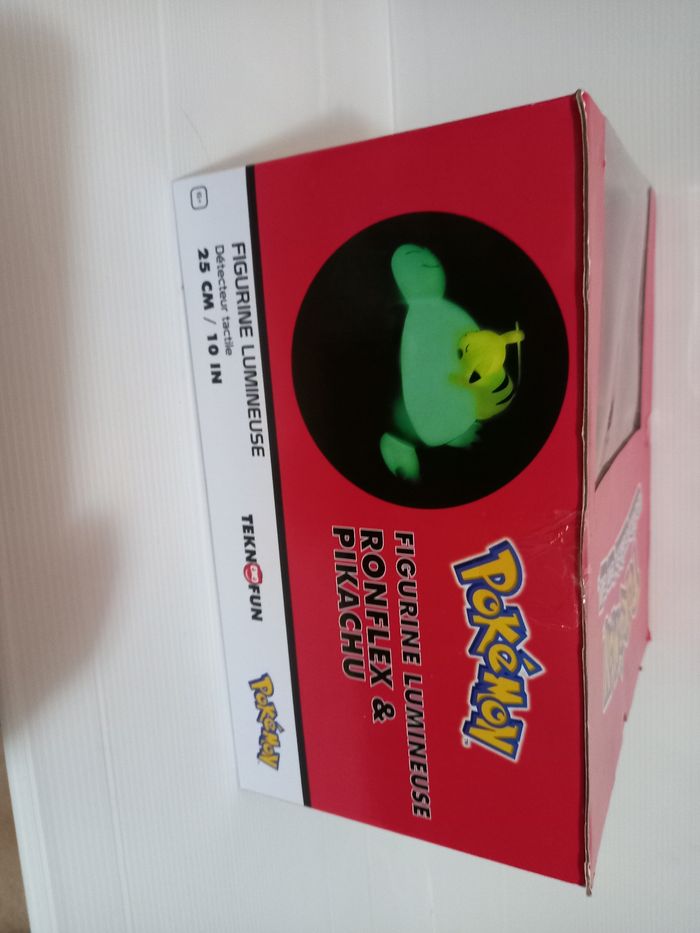 POKéMON
FIGURINE LUMINEUSE
RONFLEX &
PIKACHU
FIGURINE LUMINEUSE
Détecteur tactile
25 CM / 10 IN
TEKNOFUN
POKéMON